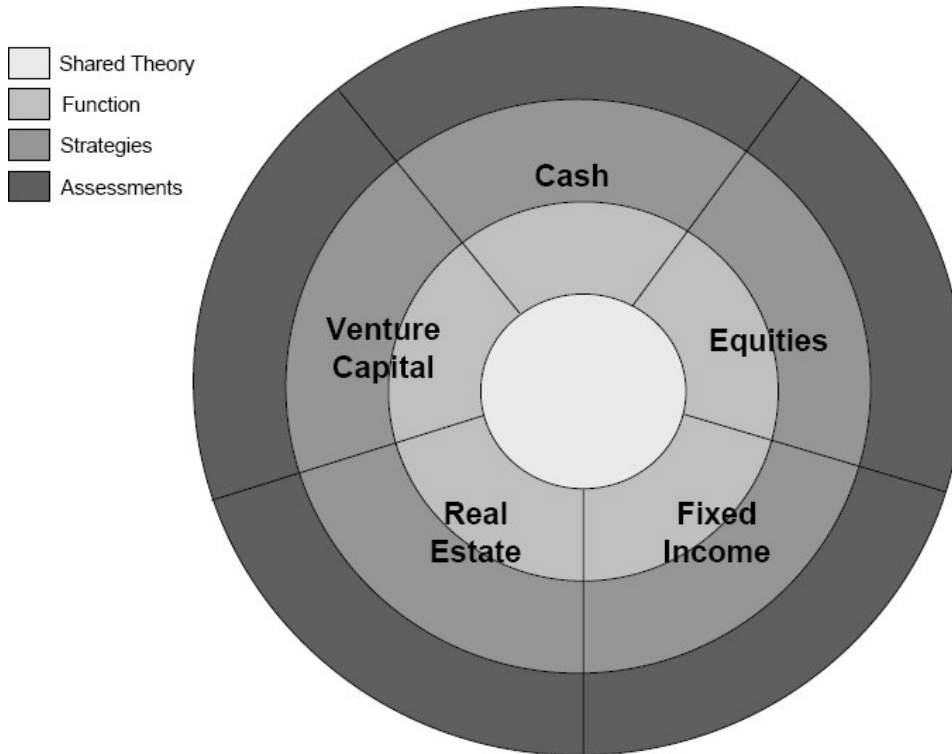 Shared Theory
Function
Strategies
Assessments
Cash
Venture
Capital
Equities
Real
Estate
Fixed
Income